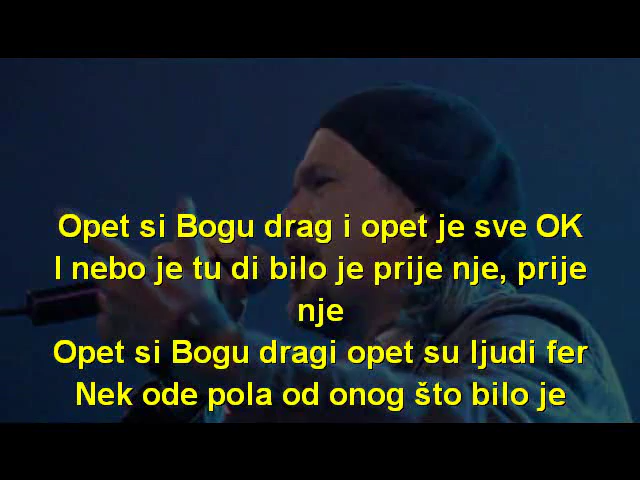 Opet si Bogu drag i opet je sve OK
I nebo je tu di bilo je prije nje, prije
nje
Opet si Bogu dragi opet su ljudi fer
Nek ode pola od onog što bilo je